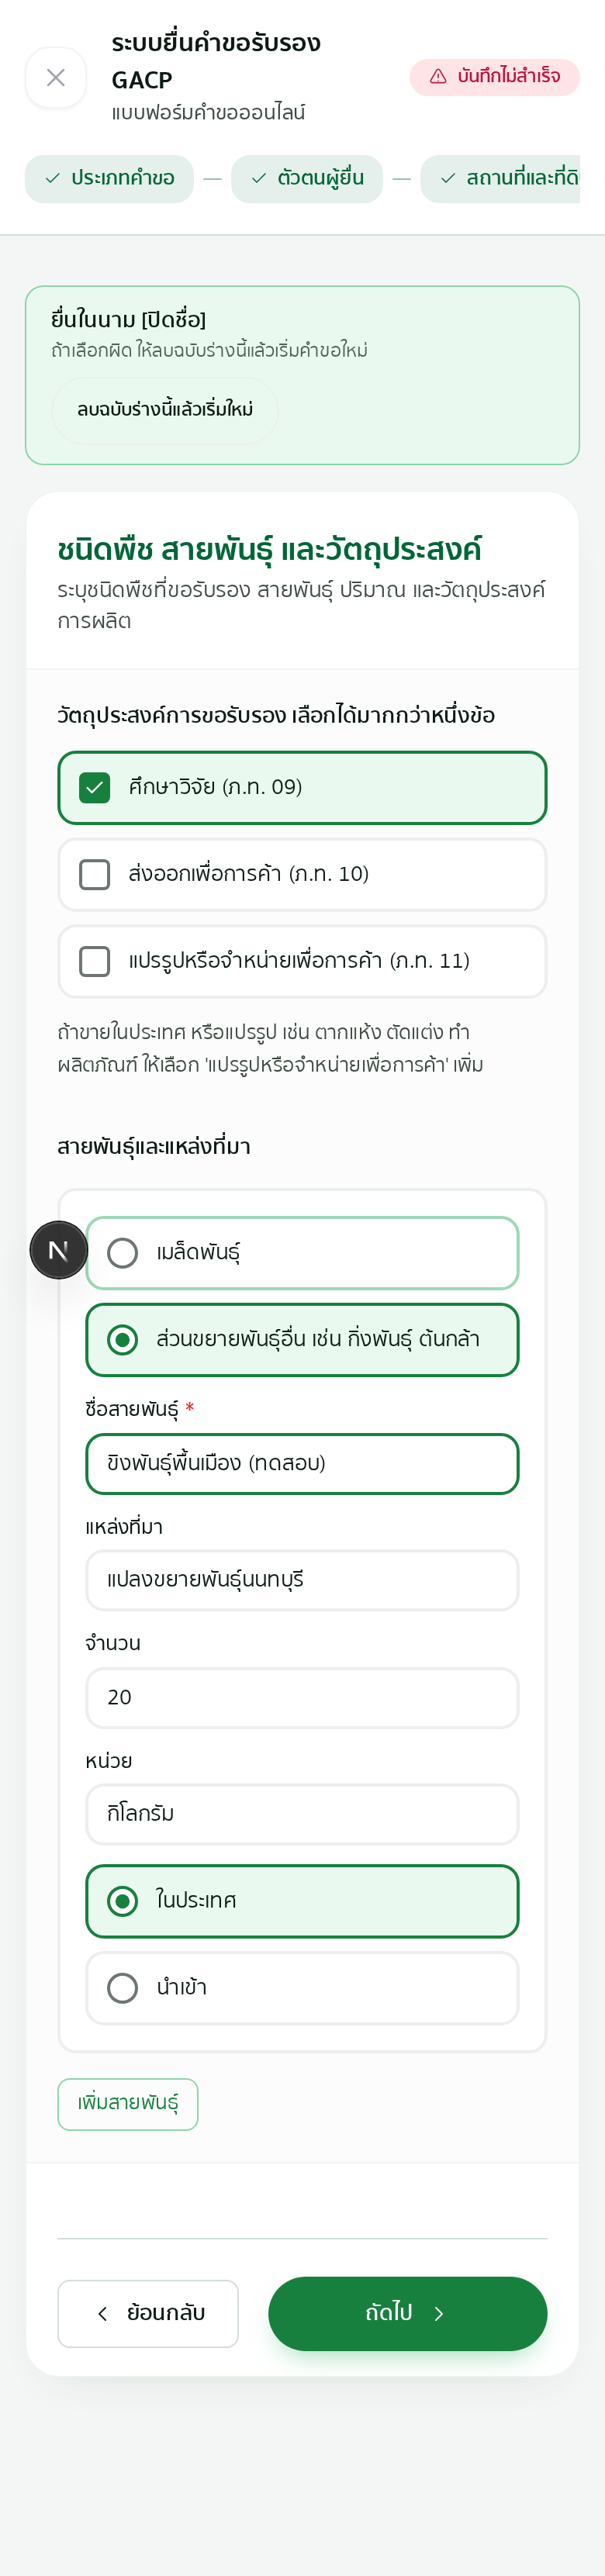 ระบบยื่นคำขอรับรอง
GACP
แบบฟอร์มคำขอออนไลน์
บันทึกไม่สำเร็จ
ประเภทคำขอ
ตัวตนผู้ยื่น
สถานที่และที่ดิ
ยื่นในนาม [ปิดชื่อ]
ถ้าเลือกผิด ให้ลบฉบับร่างนี้แล้วเริ่มคำขอใหม่
ลบฉบับร่างนี้แล้วเริ่มใหม่
ชนิดพืช สายพันธุ์ และวัตถุประสงค์
ระบุชนิดพืชที่ขอรับรอง สายพันธุ์ ปริมาณ และวัตถุประสงค์
การผลิต
วัตถุประสงค์การขอรับรอง เลือกได้มากกว่าหนึ่งข้อ
ศึกษาวิจัย (ภ.ท. 09)
ส่งออกเพื่อการค้า (ภ.ท. 10)
แปรรูปหรือจำหน่ายเพื่อการค้า (ภ.ท. 11)
ถ้าขายในประเทศ หรือแปรรูป เช่น ตากแห้ง ตัดแต่ง ทำ
ผลิตภัณฑ์ ให้เลือก 'แปรรูปหรือจำหน่ายเพื่อการค้า' เพิ่ม
สายพันธุ์และแหล่งที่มา
N
เมล็ดพันธุ์
ส่วนขยายพันธุ์อื่น เช่น กิ่งพันธุ์ ต้นกล้า
ชื่อสายพันธุ์ *
ขิงพันธุ์พื้นเมือง (ทดสอบ)
แหล่งที่มา
แปลงขยายพันธุ์นนทบุรี
จำนวน
20
หน่วย
กิโลกรัม
ในประเทศ
นำเข้า
เพิ่มสายพันธุ์
ย้อนกลับ
ถัดไป